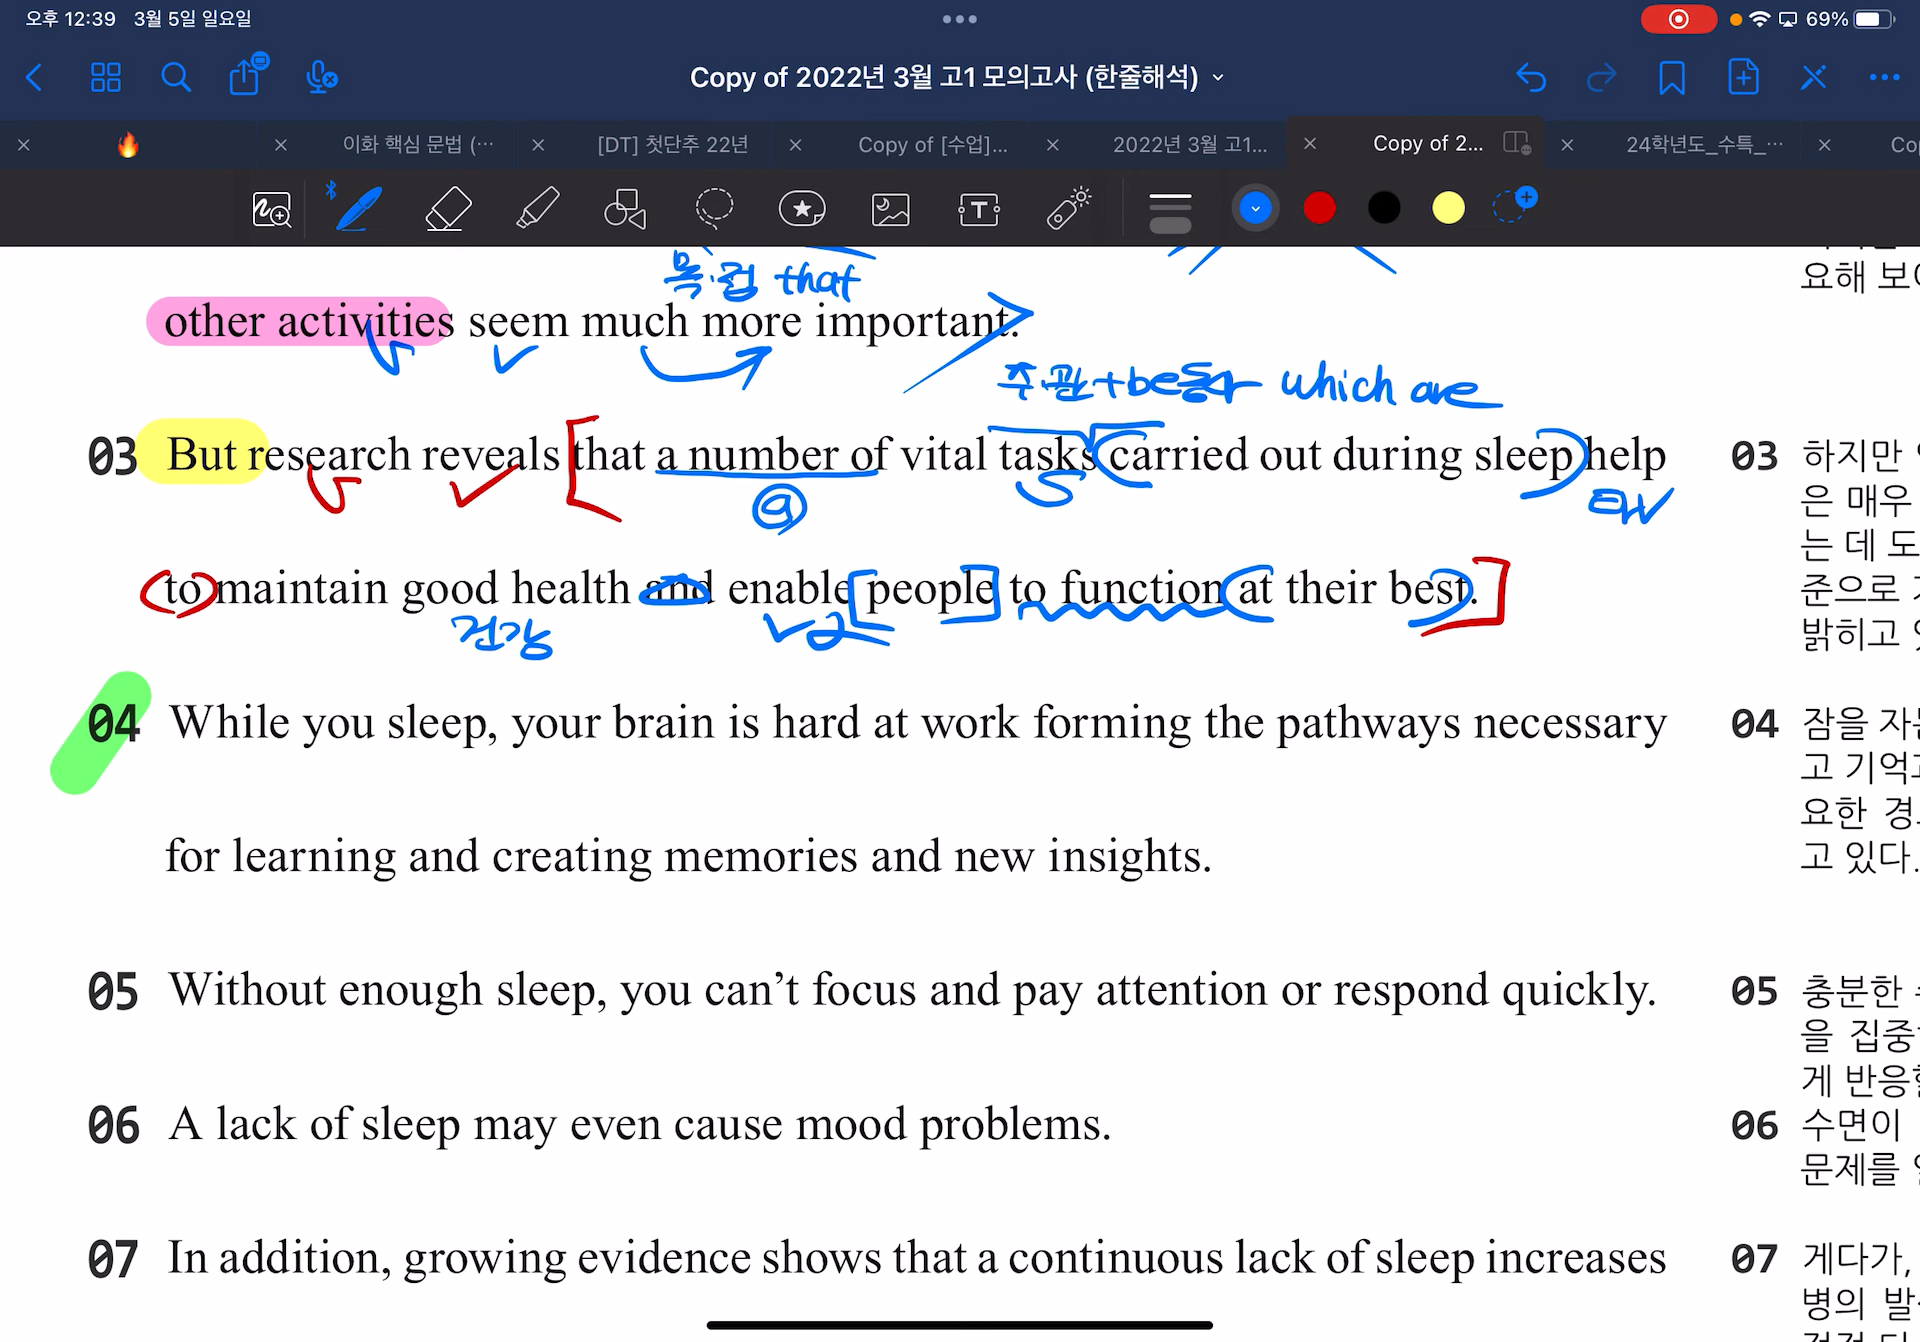 오후 12:39 3월 5일 일요일
69%
Copy of 2022년 3월 고1 모의고사 (한줄해석)
이화 핵심 문법 (…
[DT] 첫단추 22년
Copy of [수업]...
2022년 3월 고1...
Copy of 2...
24학년도_수특_…
Co
목·접 that
other activities seem much more important.
S
요해 보이
주·관+be동사 which are
03 But research reveals that a number of vital tasks carried out during sleep help
S
S
ⓐ
to maintain good health and enable people to function at their best.
건강
V2
03 하지만
은 매우
는 데 도
준으로
밝히고 있
04 While you sleep, your brain is hard at work forming the pathways necessary
for learning and creating memories and new insights.
04 잠을 자는
고 기억과
요한 경
고 있다.
05 Without enough sleep, you can’t focus and pay attention or respond quickly.
05 충분한
을 집중
게 반응할
06 A lack of sleep may even cause mood problems.
06 수면이
문제를
07 In addition, growing evidence shows that a continuous lack of sleep increases
07 게다가,
병의 발